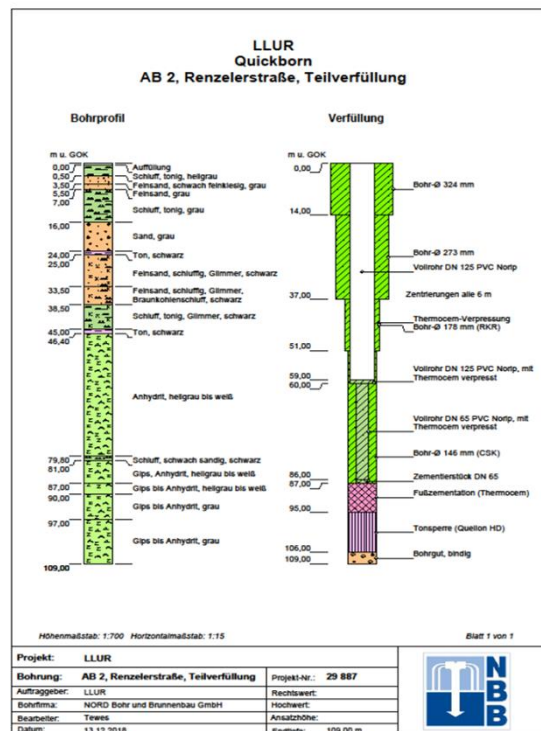 LLUR
Quickborn
AB 2, Renzelerstraße, Teilverfüllung
Bohrprofil
m u. GOK
0,00
0,50
3,50
5,50
7,00
16,00
24,00
25,00
33,50
38,50
45,00
46,40
79,80
81,00
87,00
90,00
97,00
109,00
Auffüllung
Schluff, tonig, hellgrau
Feinsand, schwach feinkiesig, grau
Feinsand, grau
Schluff, tonig, grau
Sand, grau
Ton, schwarz
Feinsand, schluffig, Glimmer, schwarz
Feinsand, schluffig, Glimmer,
Braunkohlenschluff, schwarz
Schluff, tonig, Glimmer, schwarz
Ton, schwarz
Anhydrit, hellgrau bis weiß
Schluff, schwach sandig, schwarz
Gips, Anhydrit, hellgrau bis weiß
Gips bis Anhydrit, hellgrau bis weiß
Gips bis Anhydrit, grau
Gips bis Anhydrit, grau
Verfüllung
m u. GOK
0,00
14,00
37,00
51,00
59,00
60,00
86,00
87,00
95,00
106,00
109,00
Bohr-Ø 324 mm
Bohr-Ø 273 mm
Vollrohr DN 125 PVC Norip
Zentrierungen alle 6 m
Thermocem-Verpressung
Bohr-Ø 178 mm (RKR)
Vollrohr DN 125 PVC Norip, mit
Thermocem verpresst
Vollrohr DN 65 PVC Norip, mit
Thermocem verpresst
Bohr-Ø 146 mm (CSK)
Zementierstück DN 65
Fußzementation (Thermocem)
Tonsperre (Quellon HD)
Bohrgut, bindig
Höhenmaßstab: 1:700 Horizontalmaßstab: 1:15
Blatt 1 von 1
Projekt: LLUR
Bohrung: AB 2, Renzelerstraße, Teilverfüllung
Projekt-Nr.: 29 887
Auftraggeber: LLUR
Rechtswert:
Bohrfirma: NORD Bohr und Brunnenbau GmbH
Hochwert:
Bearbeiter: Tewes
Ansatzhöhe:
Datum: 13.12.2016
Endtiefe: 109,00 m
NBB